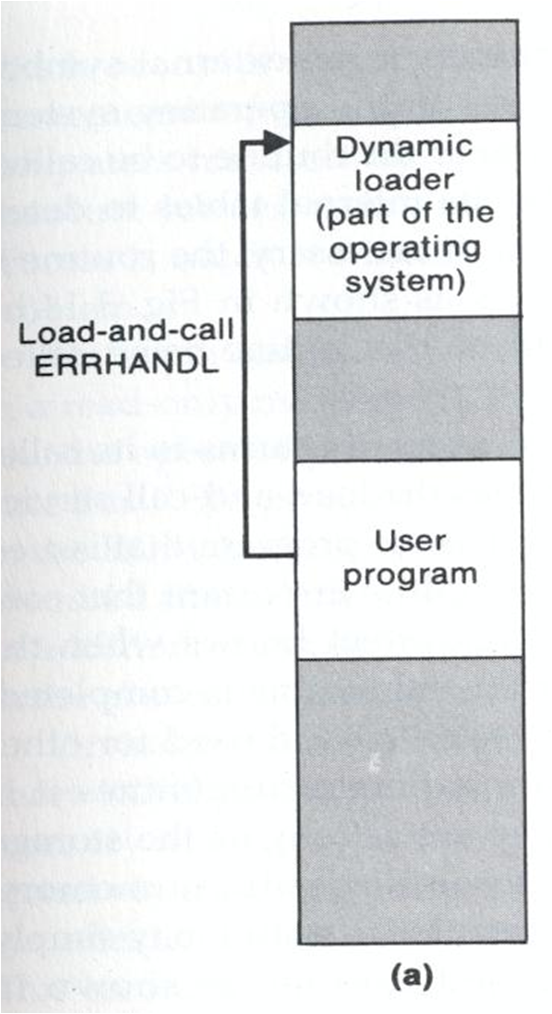 Dynamic
loader
(part of the
operating
system)
Load-and-call
ERRHANDL
User
program
(a)